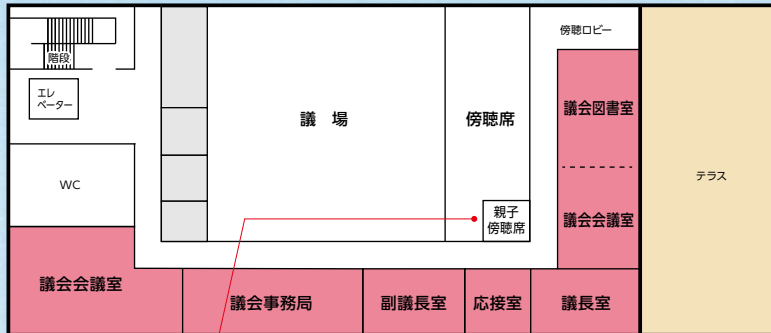 傍聴ロビー
階段
エレ
ベーター
議会図書室
議　場
傍聴席
テラス
WC
親子
傍聴席
議会会議室
議会会議室
議会事務局
副議長室
応接室
議長室